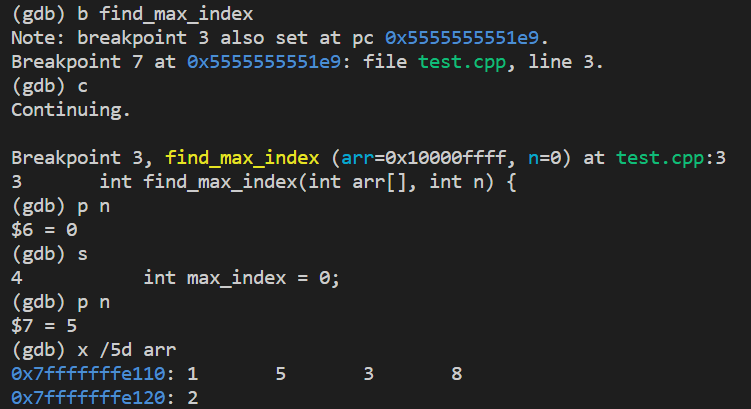 (gdb) b find_max_index
Note: breakpoint 3 also set at pc 0x5555555551e9.
Breakpoint 7 at 0x5555555551e9: file test.cpp, line 3.
(gdb) c
Continuing.

Breakpoint 3, find_max_index (arr=0x10000ffff, n=0) at test.cpp:3
3       int find_max_index(int arr[], int n) {
(gdb) p n
$6 = 0
(gdb) s
4           int max_index = 0;
(gdb) p n
$7 = 5
(gdb) x /5d arr
0x7fffffffe110: 1       5       3       8
0x7fffffffe120: 2